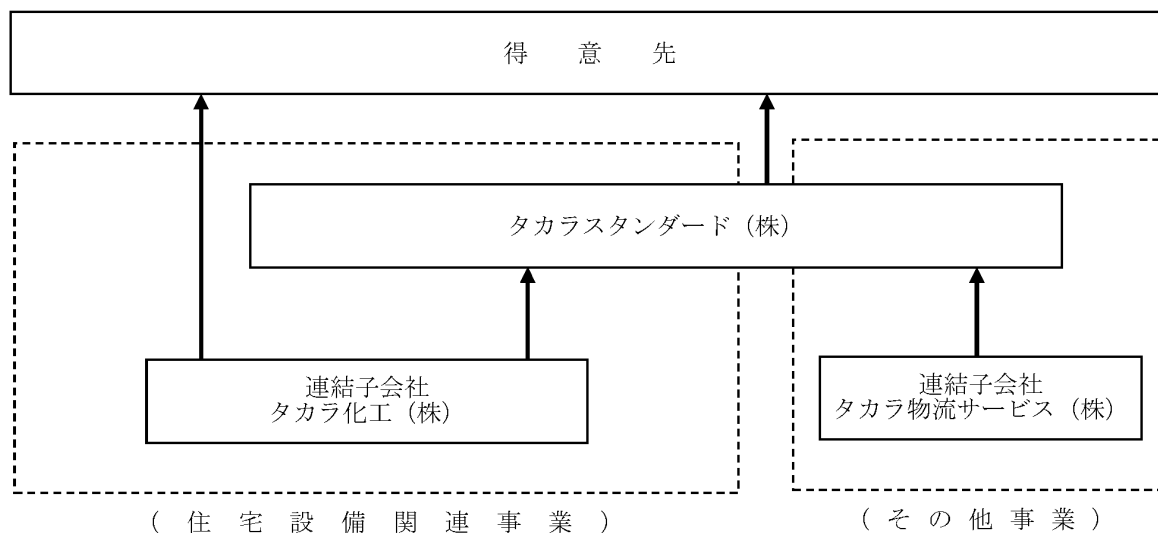 得意先
タカラスタンダード（株）
連結子会社
タカラ化工（株）
連結子会社
タカラ物流サービス（株）
（住宅設備関連事業）
（その他事業）